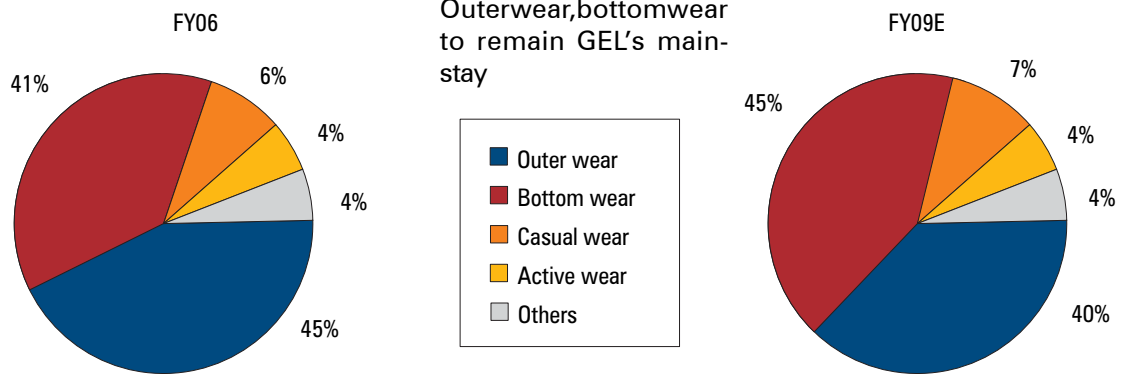 Outerwear,bottomwear
to remain GEL's main-
stay
FY06
41%
6%
4%
4%
45%
Outer wear
Bottom wear
Casual wear
Active wear
Others
FY09E
45%
7%
4%
4%
40%